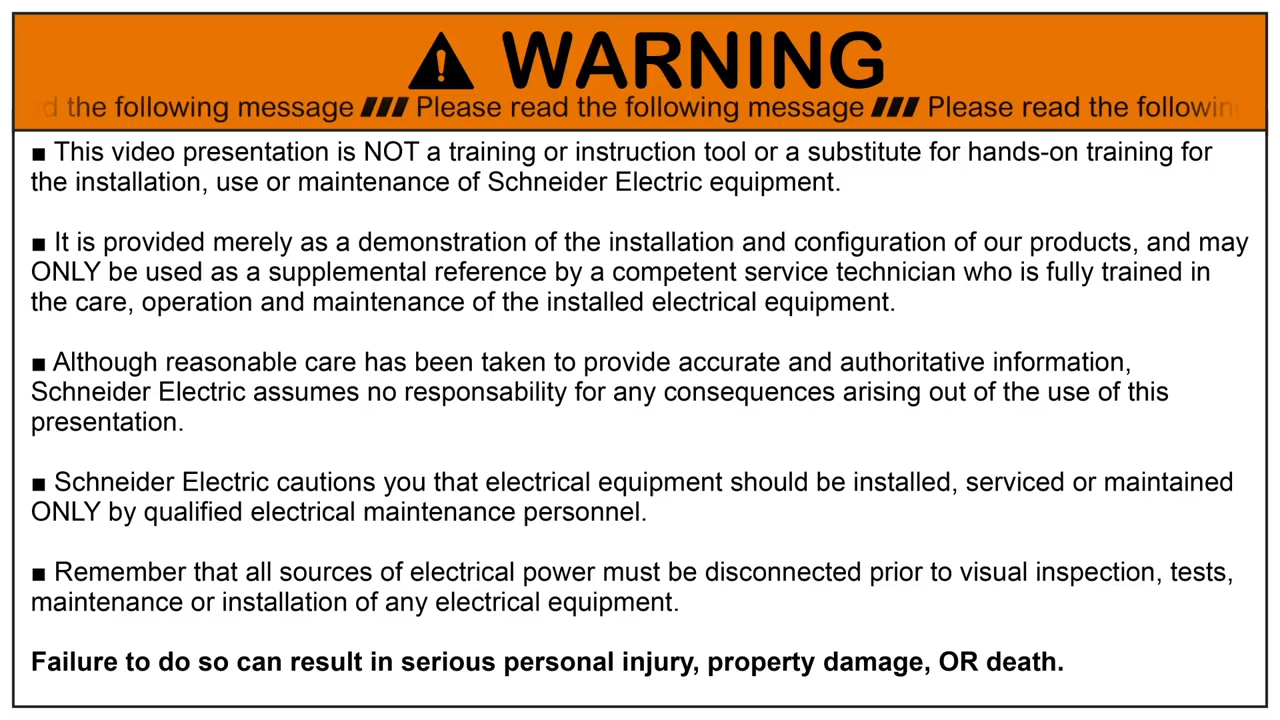 WARNING
the following message Please read the following message Please read the following
■ This video presentation is NOT a training or instruction tool or a substitute for hands-on training for
the installation, use or maintenance of Schneider Electric equipment.
■ It is provided merely as a demonstration of the installation and configuration of our products, and may
ONLY be used as a supplemental reference by a competent service technician who is fully trained in
the care, operation and maintenance of the installed electrical equipment.
■ Although reasonable care has been taken to provide accurate and authoritative information,
Schneider Electric assumes no responsability for any consequences arising out of the use of this
presentation.
■ Schneider Electric cautions you that electrical equipment should be installed, serviced or maintained
ONLY by qualified electrical maintenance personnel.
■ Remember that all sources of electrical power must be disconnected prior to visual inspection, tests,
maintenance or installation of any electrical equipment.
Failure to do so can result in serious personal injury, property damage, OR death.